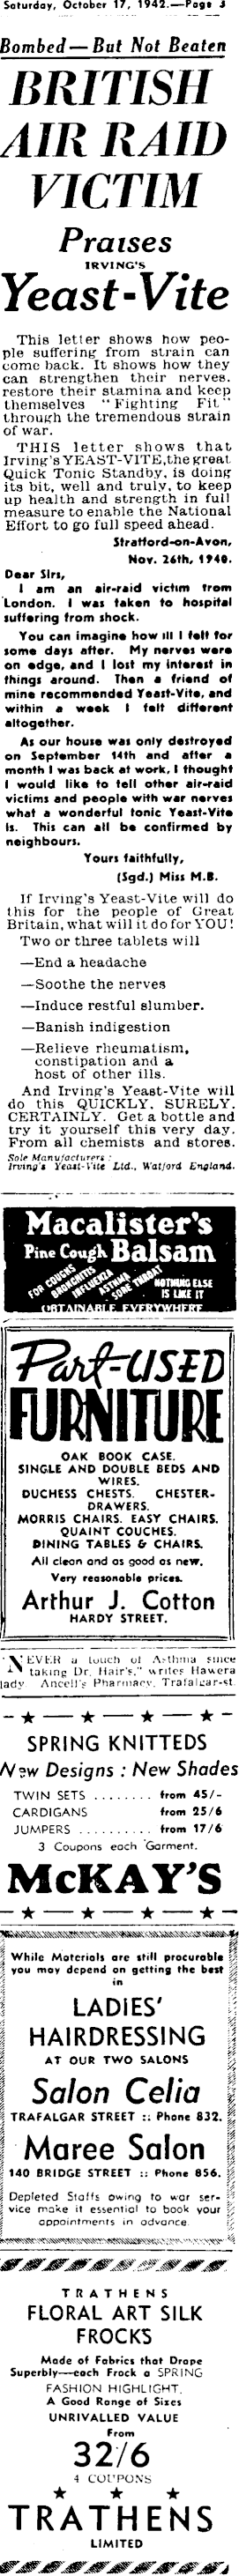 Saturday, October 17, 1942.—Page 3
Bombed—But Not Beaten
BRITISH
AIR RAID
VICTIM
Praises
IRVING'S
Yeast-Vite
This letter shows how peo-
ple suffering from strain can
come back. It shows how they
can strengthen their nerves.
restore their stamina and keep
themselves "Fighting Fit"
through the tremendous strain
of war.
THIS letter shows that
Irving's YEAST-VITE, the great
Quick Tonic Standby, is doing
its bit, well and truly, to keep
up health and strength in full
measure to enable the National
Effort to go full speed ahead.
Stratford-on-Avon,
Nov. 26th, 1940.
Dear Sirs,
I am an air-raid victim from
London. I was taken to hospital
suffering from shock.
You can imagine how ill I felt for
some days after. My nerves were
on edge, and I lost my interest in
things around. Then a friend of
mine recommended Yeast-Vite, and
within a week I felt different
altogether.
As our house was only destroyed
on September 14th and after a
month I was back at work, I thought
I would like to tell other air-raid
victims and people with war nerves
what a wonderful tonic Yeast-Vite
is. This can all be confirmed by
neighbours.
Yours faithfully,
(Sgd.) Miss M.B.
If Irving's Yeast-Vite will do
this for the people of Great
Britain, what will it do for YOU!
Two or three tablets will
—End a headache
—Soothe the nerves
—Induce restful slumber.
—Banish indigestion
—Relieve rheumatism,
constipation and a
host of other ills.
And Irving's Yeast-Vite will
do this QUICKLY, SURELY,
CERTAINLY. Get a bottle and
try it yourself this very day.
From all chemists and stores.
Sole Manufacturers :
Irving's Yeast-Vite Ltd., Watford England.
Macalister's
Pine Cough Balsam
FOR COUGHS
BRONCHITIS
INFLUENZA
ASTHMA
SORE THROAT
NOTHING ELSE
IS LIKE IT
OBTAINABLE EVERYWHERE
Part-USED
FURNITURE
OAK BOOK CASE.
SINGLE AND DOUBLE BEDS AND
WIRES.
DUCHESS CHESTS. CHESTER-
DRAWERS.
MORRIS CHAIRS. EASY CHAIRS.
QUAINT COUCHES.
DINING TABLES & CHAIRS.
All clean and as good as new.
Very reasonable prices.
Arthur J. Cotton
HARDY STREET.
"NEVER a touch of Asthma since
taking Dr. Hair's," writes Hawera
lady Ancell's Pharmacy, Trafalgar-st.
SPRING KNITTEDS
New Designs : New Shades
TWIN SETS ........ from 45/-
CARDIGANS from 25/6
JUMPERS .......... from 17/6
3 Coupons each Garment.
McKAY'S
While Materials are still procurable
you may depend on getting the best
in
LADIES'
HAIRDRESSING
AT OUR TWO SALONS
Salon Celia
TRAFALGAR STREET :: Phone 832.
Maree Salon
140 BRIDGE STREET :: Phone 856.
Depleted Staffs owing to war ser-
vice make it essential to book your
appointments in advance.
TRATHENS
FLORAL ART SILK
FROCKS
Made of Fabrics that Drape
Superbly—each Frock a SPRING
FASHION HIGHLIGHT.
A Good Range of Sizes
UNRIVALLED VALUE
From
32/6
4 COUPONS
TRATHENS
LIMITED